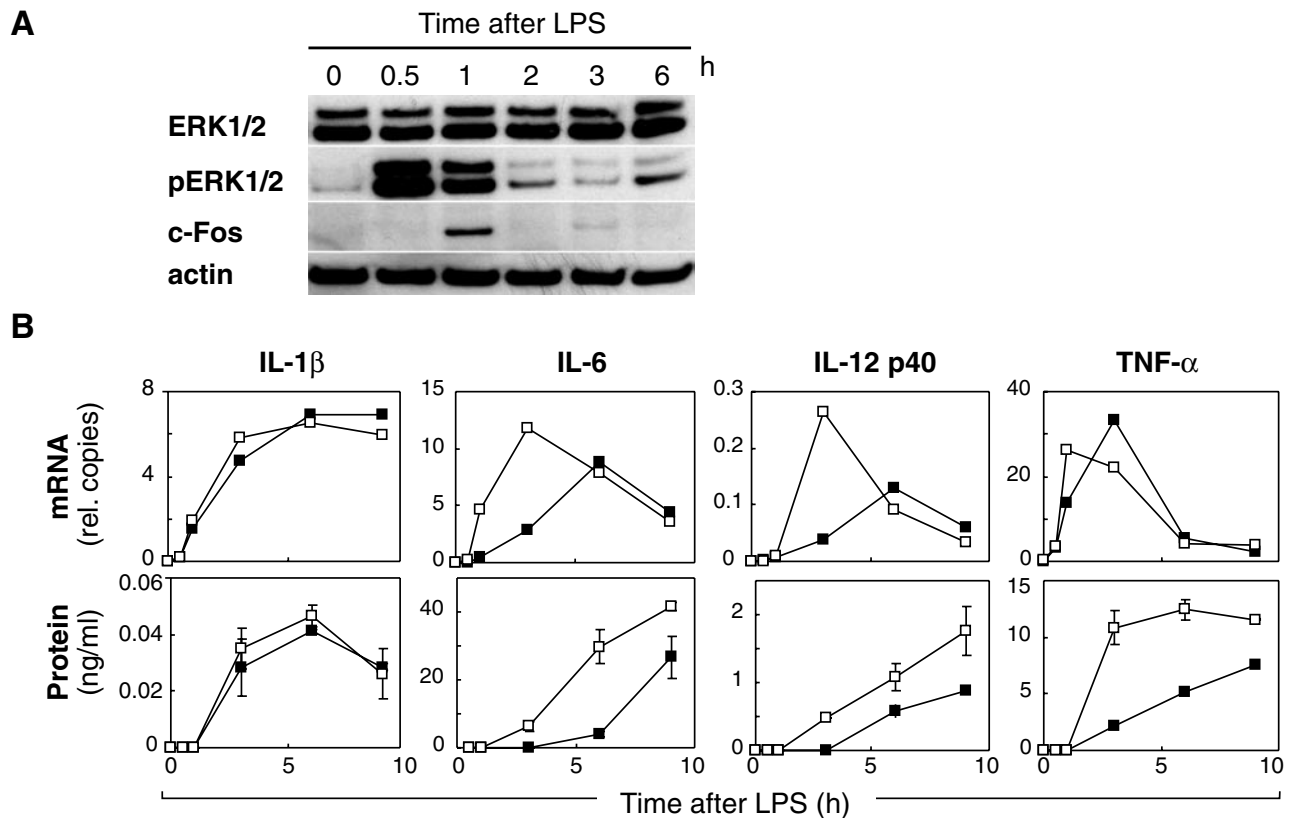 A
Time after LPS
0 0.5 1 2 3 6 h
ERK1/2
pERK1/2
c-Fos
actin
B
IL-1β IL-6 IL-12 p40 TNF-α
mRNA
(rel. copies)
8
4
0
15
10
5
0
0.3
0.2
0.1
0
40
20
0
Protein
(ng/ml)
0.06
0.04
0.02
0
40
20
0
2
1
0
15
10
5
0
0 5 10 0 5 10 0 5 10 0 5 10
Time after LPS (h)